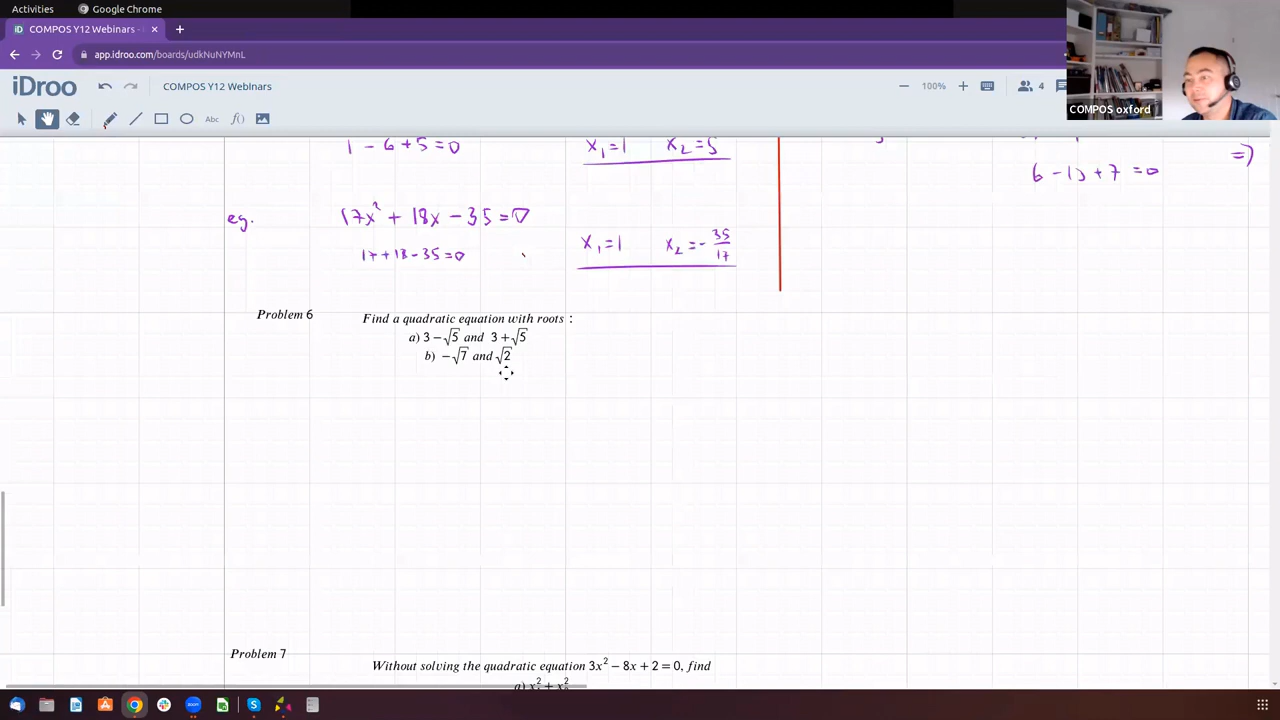 Activities
Google Chrome
COMPOS Y12 Webinars -
app.idroo.com/boards/udkNuNYMnL
iDroo
COMPOS Y12 Webinars
100%
4
Abc
f()
COMPOS oxford
1 - 6 + 5 = 0
x₁=1 x₂=5
6 - 13 + 7 = 0
=)
eg. 17x² + 18x - 35 = 0
17+18-35=0
x₁=1 x₂=-35/17
Problem 6
Find a quadratic equation with roots :
a) 3 - √5 and 3 + √5
b) -√7 and √2
Problem 7
Without solving the quadratic equation 3x² - 8x + 2 = 0, find